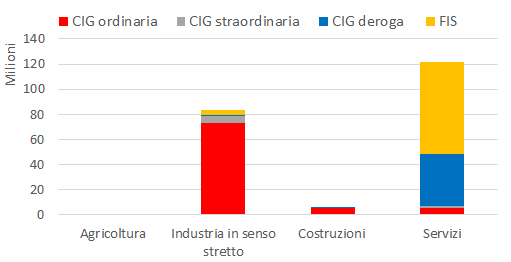 CIG ordinaria CIG straordinaria CIG deroga FIS
Milioni
140
120
100
80
60
40
20
0
Agricoltura Industria in senso stretto Costruzioni Servizi